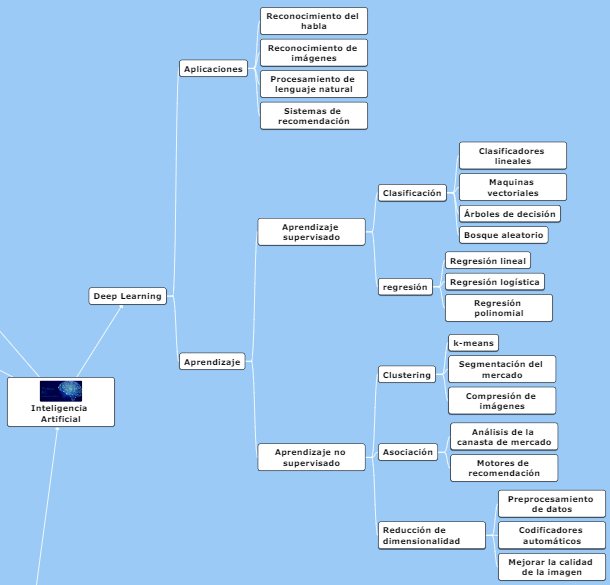 Reconocimiento del
habla
Reconocimiento de
imágenes
Aplicaciones
Procesamiento de
lenguaje natural
Sistemas de
recomendación
Clasificadores
lineales
Maquinas
vectoriales
Clasificación
Árboles de decisión
Bosque aleatorio
Aprendizaje
supervisado
Regresión lineal
regresión
Regresión logística
Regresión
polinomial
Deep Learning
Aprendizaje
Inteligencia
Artificial
k-means
Clustering
Segmentación del
mercado
Compresión de
imágenes
Aprendizaje no
supervisado
Asociación
Análisis de la
canasta de mercado
Motores de
recomendación
Reducción de
dimensionalidad
Preprocesamiento
de datos
Codificadores
automáticos
Mejorar la calidad
de la imagen